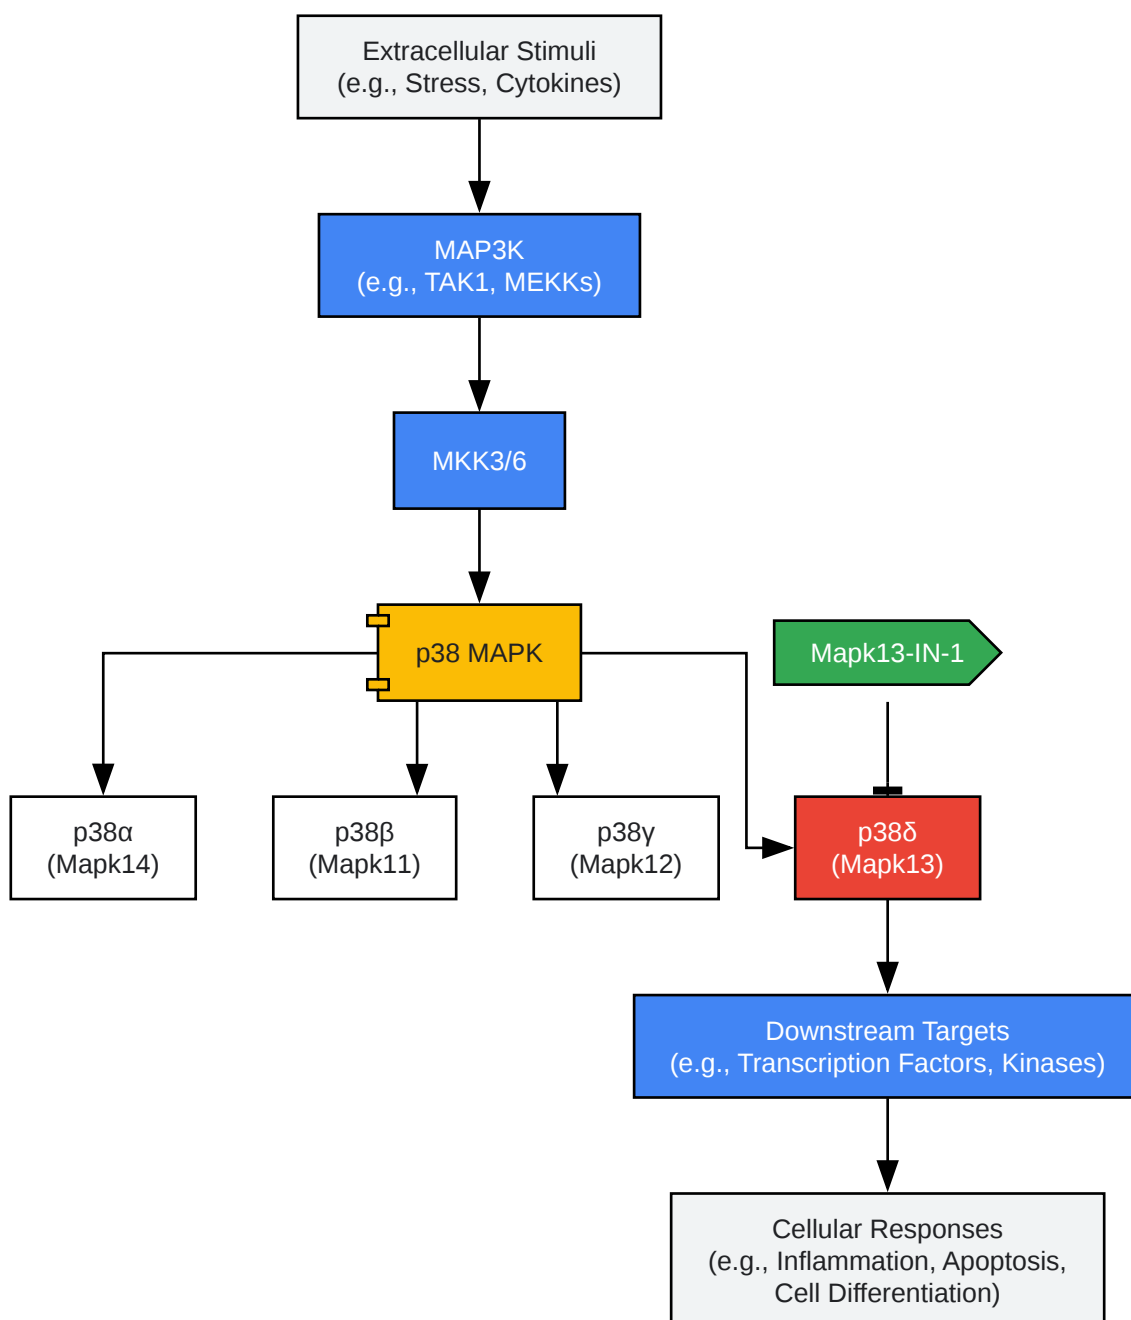 Extracellular Stimuli
(e.g., Stress, Cytokines)
MAP3K
(e.g., TAK1, MEKKs)
MKK3/6
p38 MAPK
Mapk13-IN-1
p38α
(Mapk14)
p38β
(Mapk11)
p38γ
(Mapk12)
p38δ
(Mapk13)
Downstream Targets
(e.g., Transcription Factors, Kinases)
Cellular Responses
(e.g., Inflammation, Apoptosis,
Cell Differentiation)